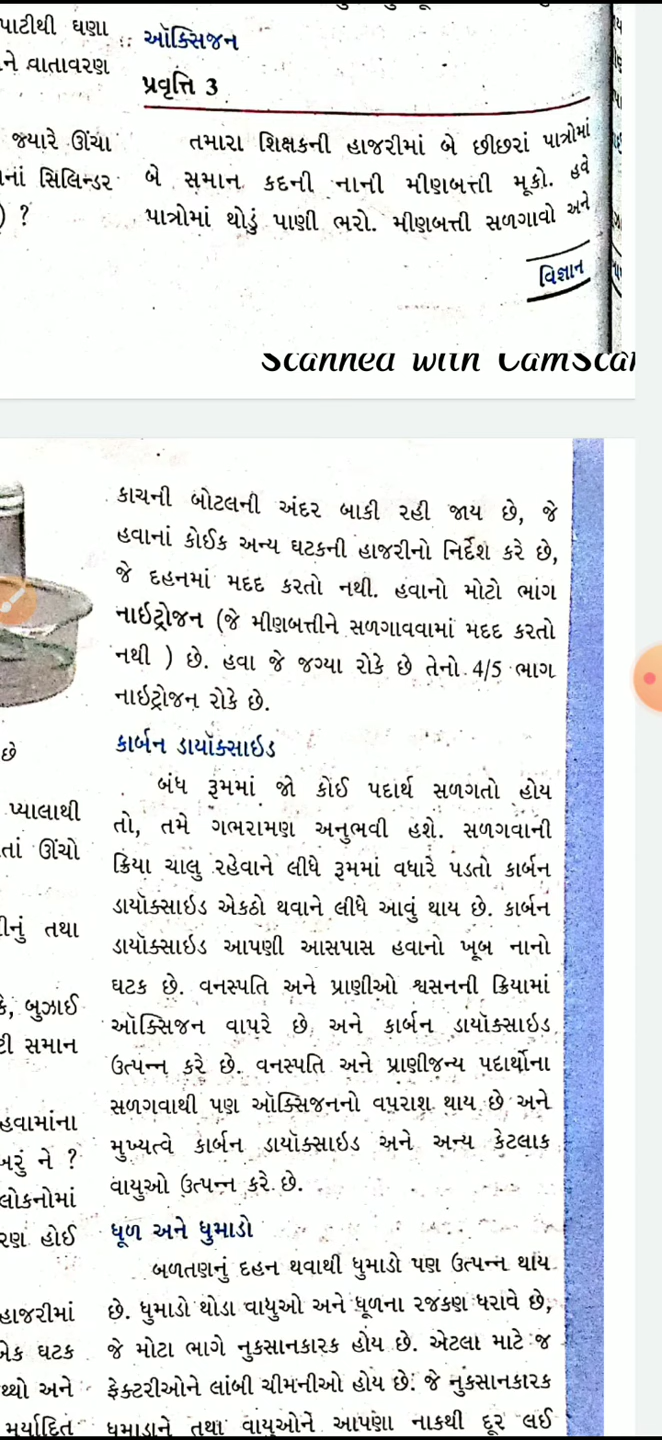 પાટીથી ઘણા
ને વાતાવરણ
જ્યારે ઊંચા
નાં સિલિન્ડર
) ?
ઑક્સિજન
પ્રવૃત્તિ 3
તમારા શિક્ષકની હાજરીમાં બે છીછરાં પાત્રોમાં
બે સમાન કદની નાની મીણબત્તી મૂકો. હવે
પાત્રોમાં થોડું પાણી ભરો. મીણબત્તી સળગાવો અને
વિજ્ઞાન
Scanned with CamScan
છે
પ્યાલાથી
તાં ઊંચો
નીનું તથા
કે, બુઝાઈ
ટી સમાન
હવામાંના
ખરું ને ?
લોકનોમાં
રણ હોઈ
હાજરીમાં
એક ઘટક
થ્થો અને
મર્યાદિત
કાચની બોટલની અંદર બાકી રહી જાય છે, જે
હવાનાં કોઈક અન્ય ઘટકની હાજરીનો નિર્દેશ કરે છે,
જે દહનમાં મદદ કરતો નથી. હવાનો મોટો ભાગ
નાઇટ્રોજન (જે મીણબત્તીને સળગાવવામાં મદદ કરતો
નથી ) છે. હવા જે જગ્યા રોકે છે તેનો 4/5 ભાગ
નાઇટ્રોજન રોકે છે.
કાર્બન ડાયૉક્સાઇડ
બંધ રૂમમાં જો કોઈ પદાર્થ સળગતો હોય
તો, તમે ગભરામણ અનુભવી હશે. સળગવાની
ક્રિયા ચાલુ રહેવાને લીધે રૂમમાં વધારે પડતો કાર્બન
ડાયૉક્સાઇડ એકઠો થવાને લીધે આવું થાય છે. કાર્બન
ડાયૉક્સાઇડ આપણી આસપાસ હવાનો ખૂબ નાનો
ઘટક છે. વનસ્પતિ અને પ્રાણીઓ શ્વસનની ક્રિયામાં
ઑક્સિજન વાપરે છે અને કાર્બન ડાયૉક્સાઇડ
ઉત્પન્ન કરે છે. વનસ્પતિ અને પ્રાણીજન્ય પદાર્થોના
સળગવાથી પણ ઑક્સિજનનો વપરાશ થાય છે અને
મુખ્યત્વે કાર્બન ડાયૉક્સાઇડ અને અન્ય કેટલાક
વાયુઓ ઉત્પન્ન કરે છે.
ધૂળ અને ધુમાડો
બળતણનું દહન થવાથી ધુમાડો પણ ઉત્પન્ન થાય
છે. ધુમાડો થોડા વાયુઓ અને ધૂળના રજકણ ધરાવે છે,
જે મોટા ભાગે નુકસાનકારક હોય છે. એટલા માટે જ
ફેક્ટરીઓને લાંબી ચીમનીઓ હોય છે. જે નુકસાનકારક
ધુમાડાને તથા વાયુઓને આપણા નાકથી દૂર લઈ